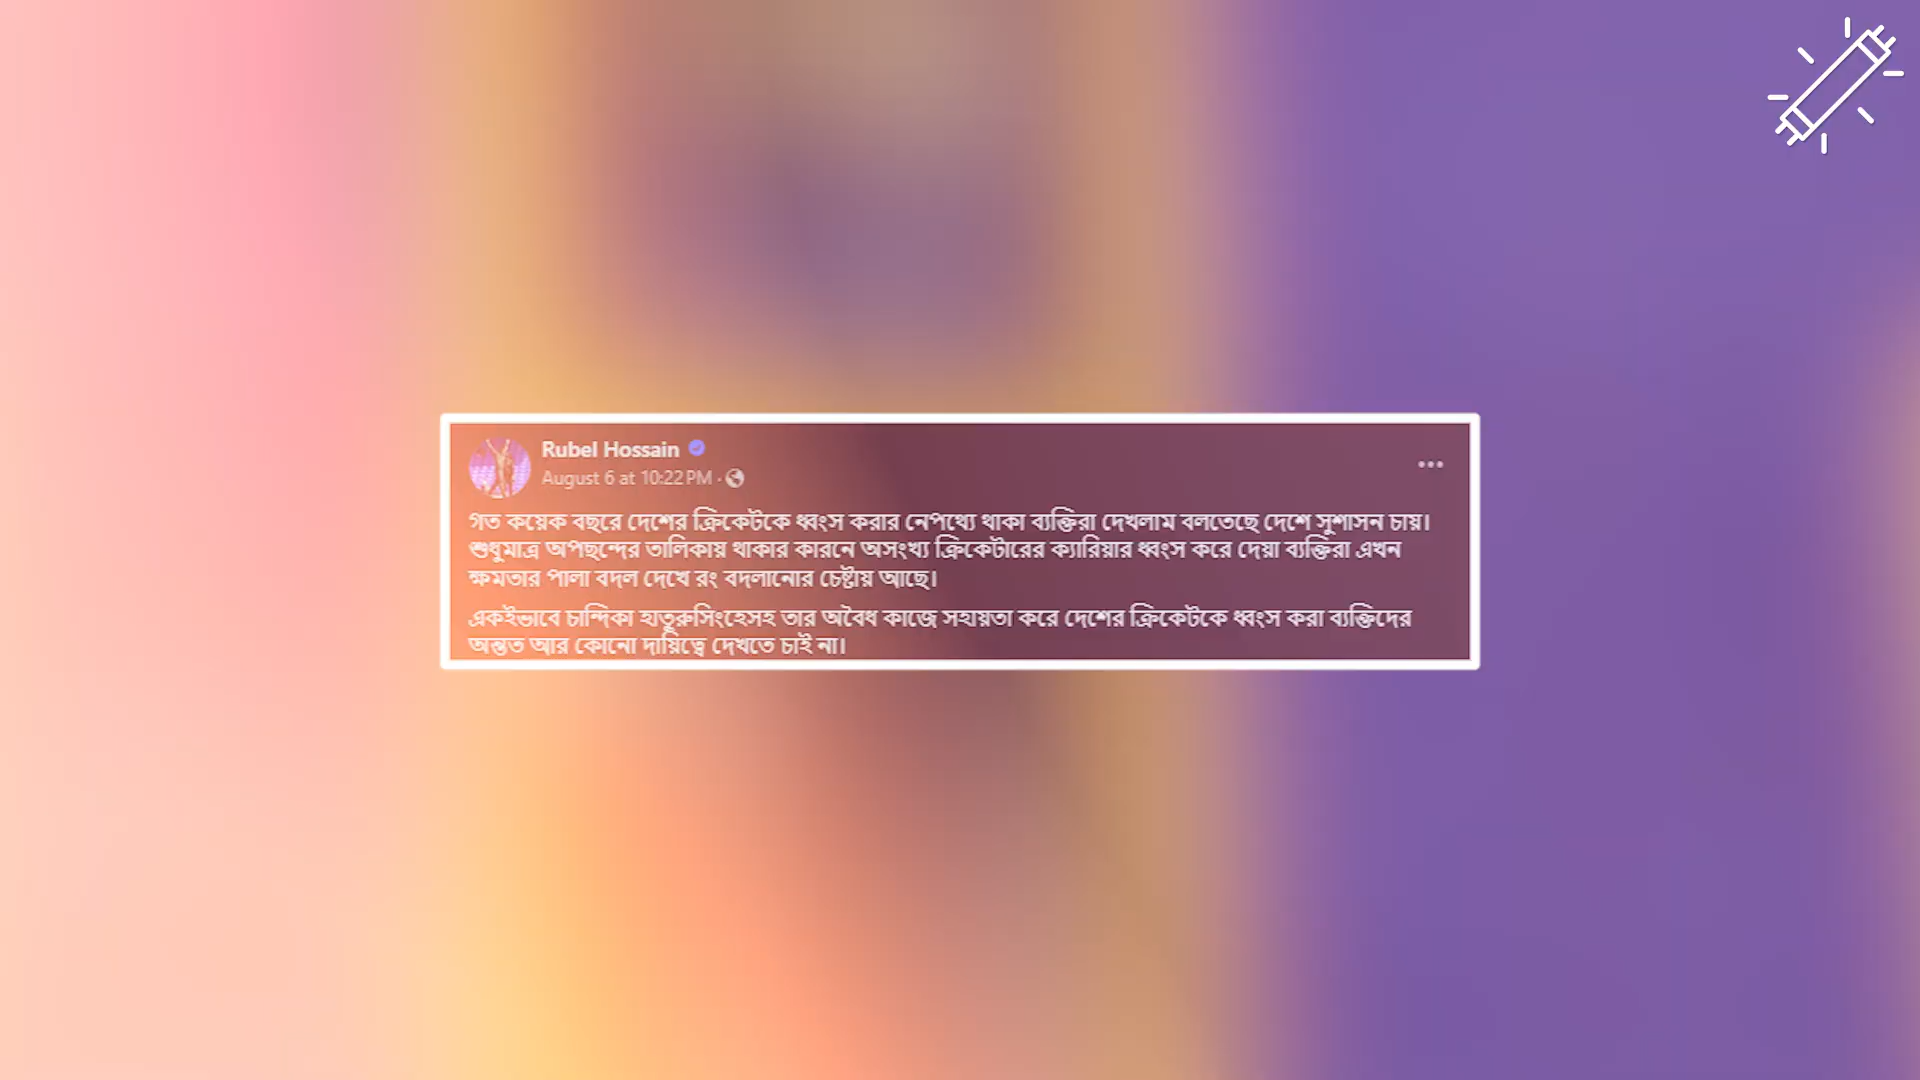 Rubel Hossain
August 6 at 10:22 PM ·
গত কয়েক বছরে দেশের ক্রিকেটকে ধ্বংস করার নেপথ্যে থাকা ব্যক্তিরা দেখলাম বলতেছে দেশে সুশাসন চায়।
শুধুমাত্র অপছন্দের তালিকায় থাকার কারনে অসংখ্য ক্রিকেটারের ক্যারিয়ার ধ্বংস করে দেয়া ব্যক্তিরা এখন
ক্ষমতার পালা বদল দেখে রং বদলানোর চেষ্টায় আছে।
একইভাবে চান্দিকা হাতুরুসিংহেসহ তার অবৈধ কাজে সহায়তা করে দেশের ক্রিকেটকে ধ্বংস করা ব্যক্তিদের
অন্তত আর কোনো দায়িত্বে দেখতে চাই না।